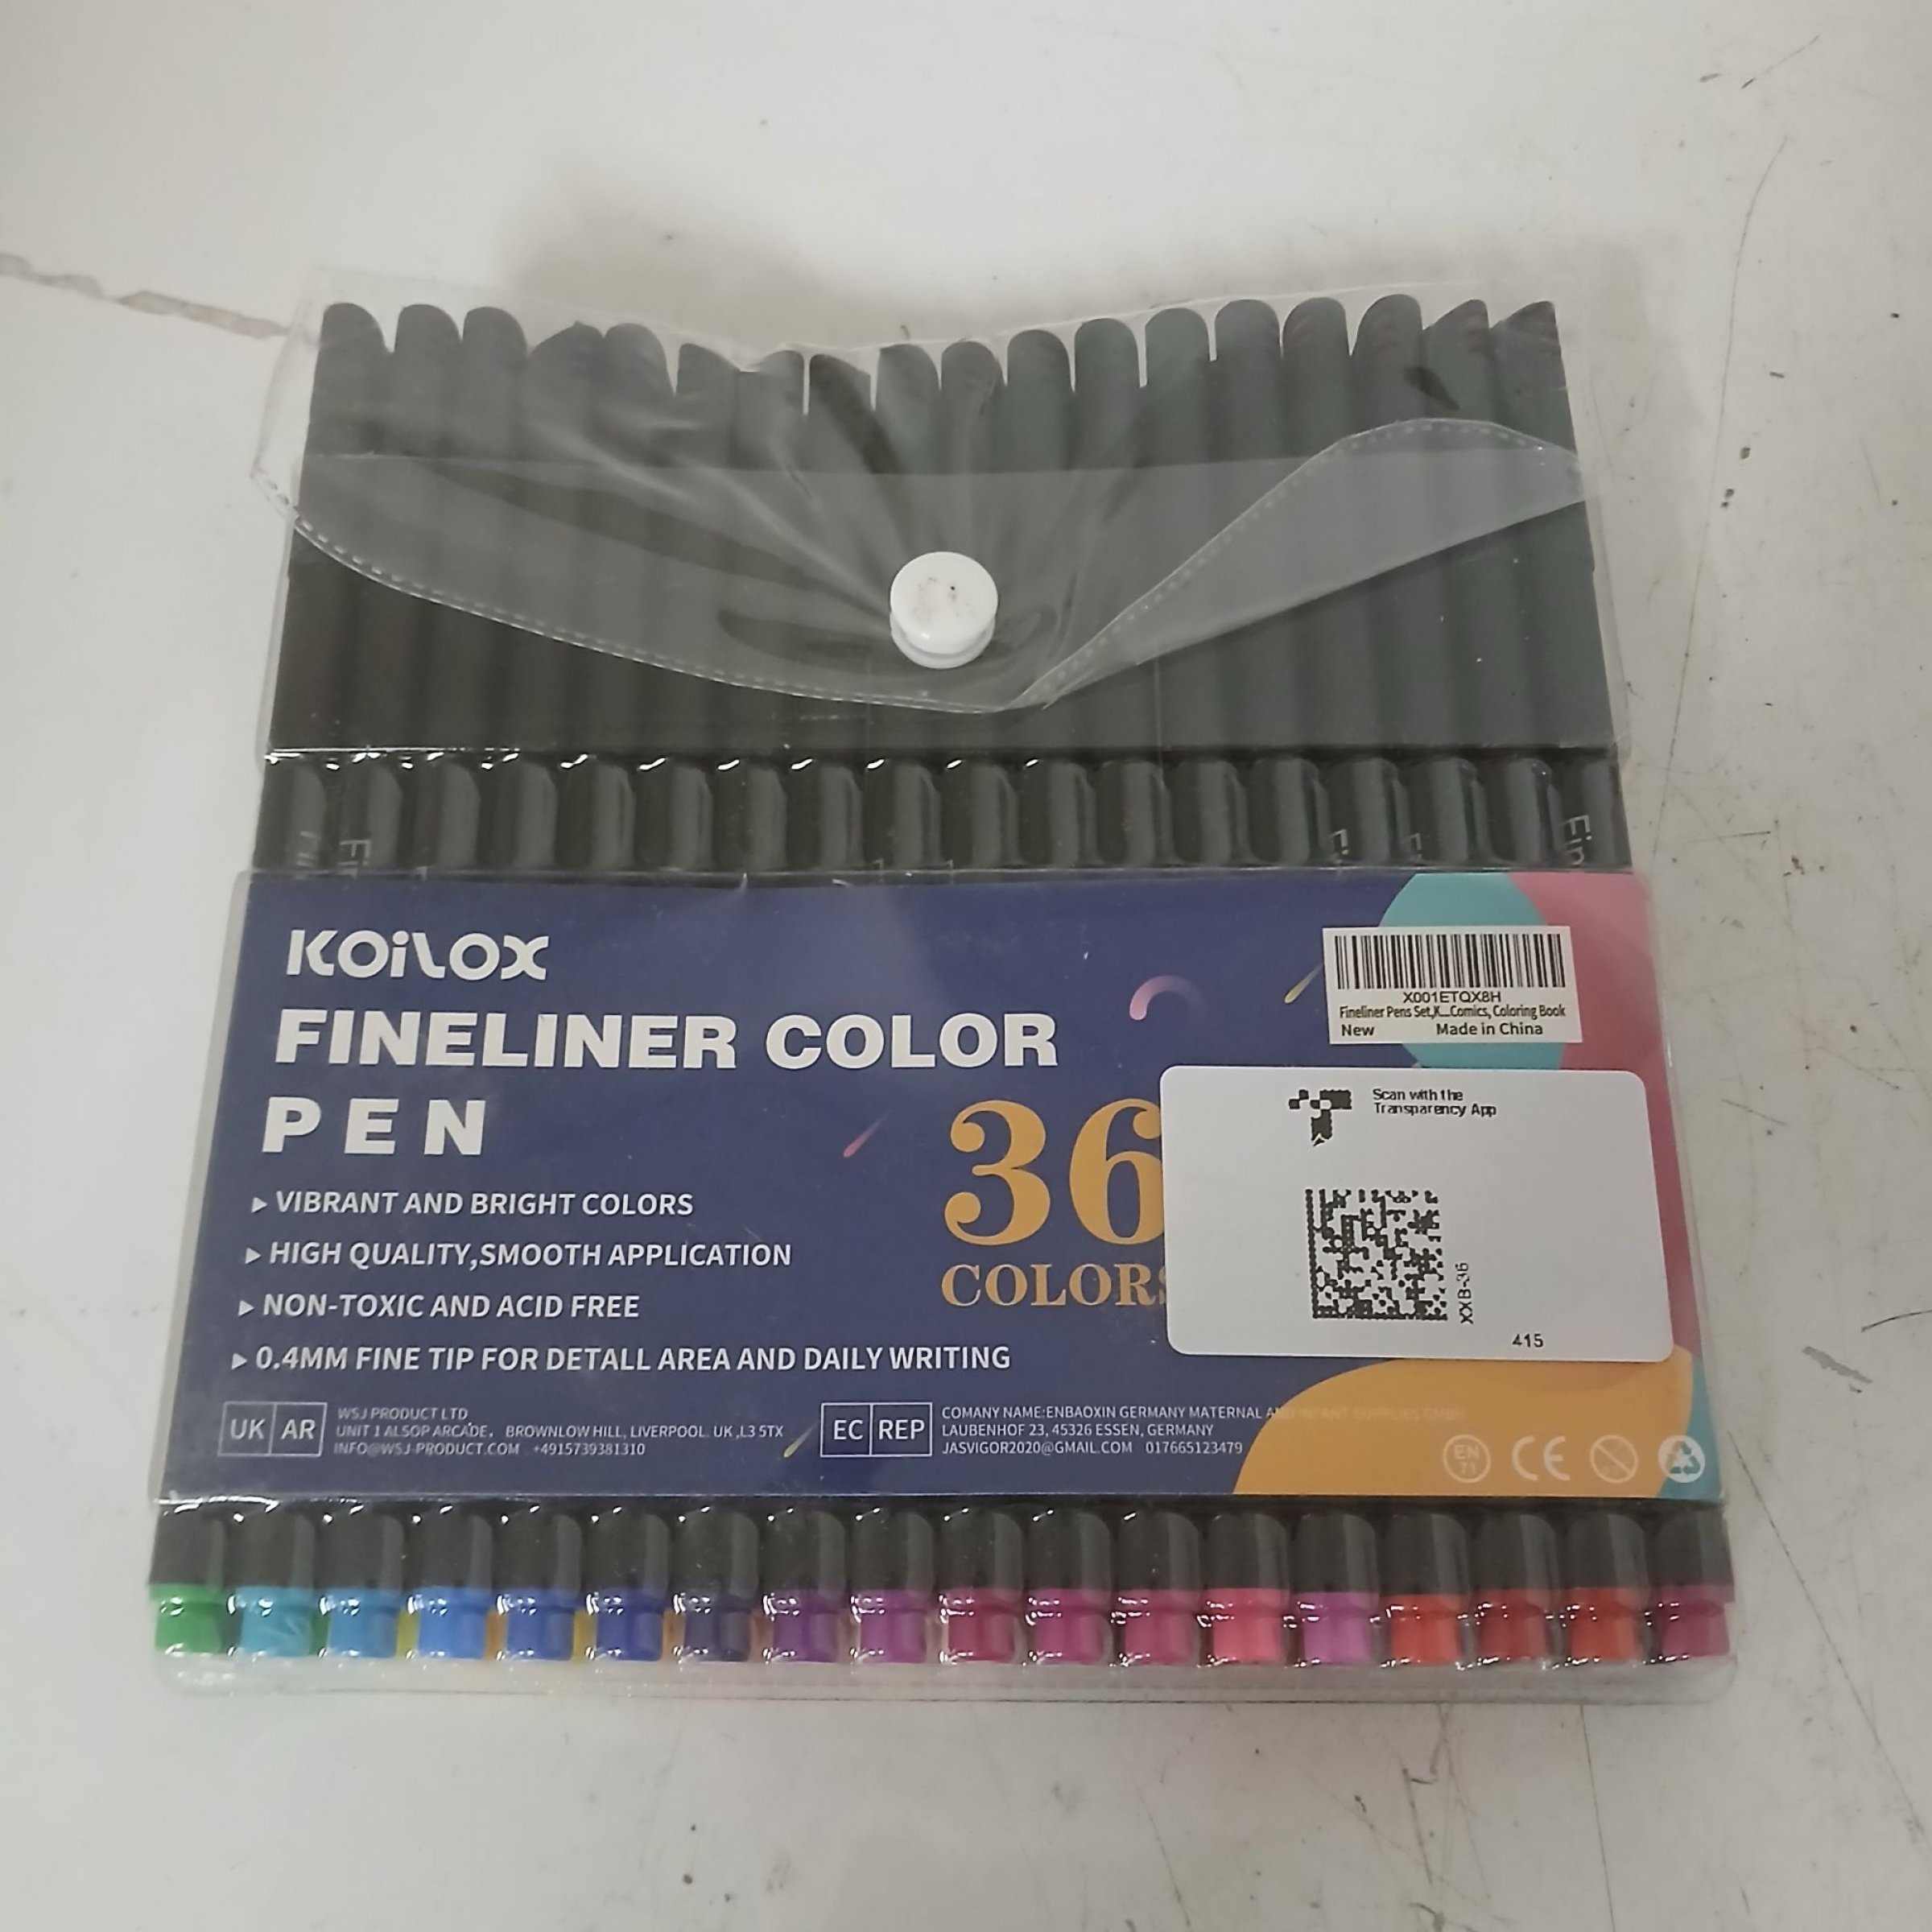 KOiLOX
FINELINER COLOR
PEN
▶ VIBRANT AND BRIGHT COLORS
▶ HIGH QUALITY,SMOOTH APPLICATION
▶ NON-TOXIC AND ACID FREE
▶ 0.4MM FINE TIP FOR DETALL AREA AND DAILY WRITING
36
COLORS
X001ETQX8H
Fineliner Pens Set,K...Comics, Coloring Book
New Made in China
Scan with the
Transparency App
XXB-36
415
UK AR
WSJ PRODUCT LTD
UNIT 1 ALSOP ARCADE, BROWNLOW HILL, LIVERPOOL. UK ,L3 5TX
INFO@WSJ-PRODUCT.COM +4915739381310
EC REP
COMANY NAME:ENBAOXIN GERMANY MATERNAL AND INFANT SUPPLIES GMBH
LAUBENHOF 23, 45326 ESSEN, GERMANY
JASVIGOR2020@GMAIL.COM 017665123479
EN
71
CE